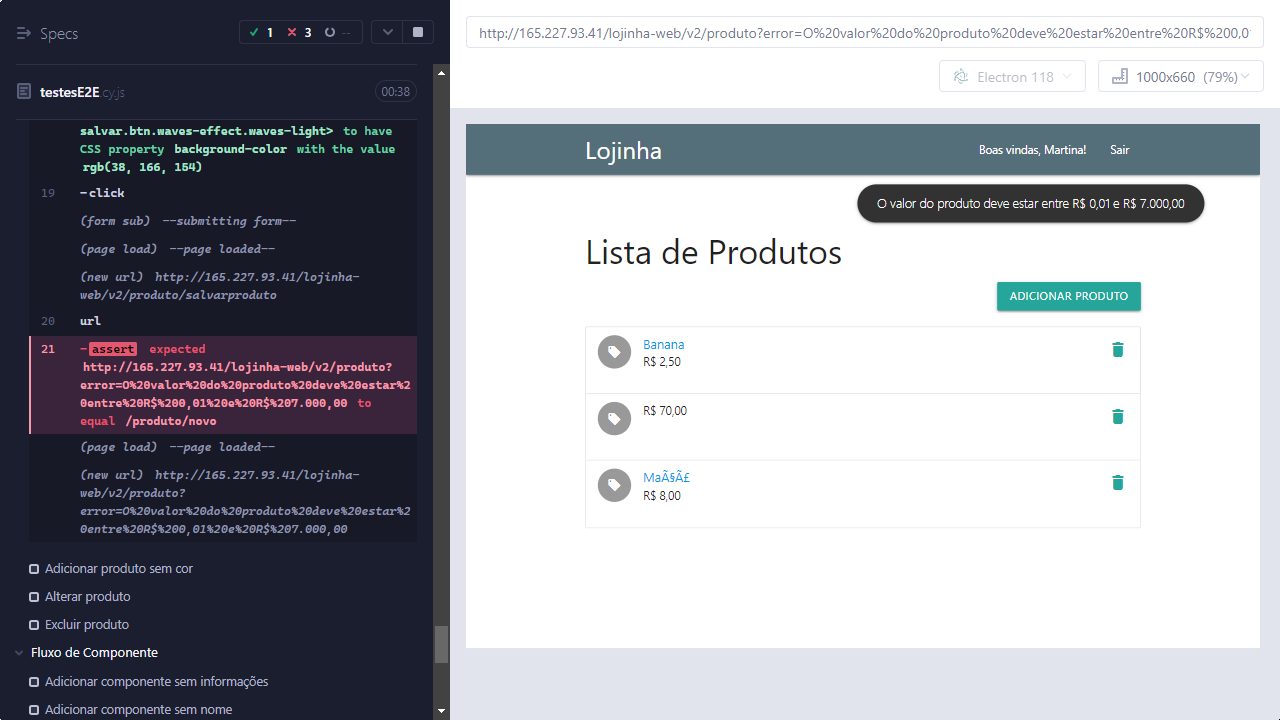 Specs
1
3
--
testesE2E.cy.js
00:38
salvar.btn.waves-effect.waves-light> to have
CSS property background-color with the value
rgb(38, 166, 154)
19 -click
(form sub) --submitting form--
(page load) --page loaded--
(new url) http://165.227.93.41/lojinha-
web/v2/produto/salvarproduto
20 url
21 -assert expected
http://165.227.93.41/lojinha-web/v2/produto?
error=O%20valor%20do%20produto%20deve%20estar%2
0entre%20R$%200,01%20e%20R$%207.000,00 to
equal /produto/novo
(page load) --page loaded--
(new url) http://165.227.93.41/lojinha-
web/v2/produto?
error=O%20valor%20do%20produto%20deve%20estar%2
0entre%20R$%200,01%20e%20R$%207.000,00
Adicionar produto sem cor
Alterar produto
Excluir produto
Fluxo de Componente
Adicionar componente sem informações
Adicionar componente sem nome
http://165.227.93.41/lojinha-web/v2/produto?error=O%20valor%20do%20produto%20deve%20estar%20entre%20R$%200,0
Electron 118
1000x660 (79%)
Lojinha
Boas vindas, Martina!
Sair
O valor do produto deve estar entre R$ 0,01 e R$ 7.000,00
Lista de Produtos
ADICIONAR PRODUTO
Banana
R$ 2,50
R$ 70,00
MaÃ§Ã£
R$ 8,00